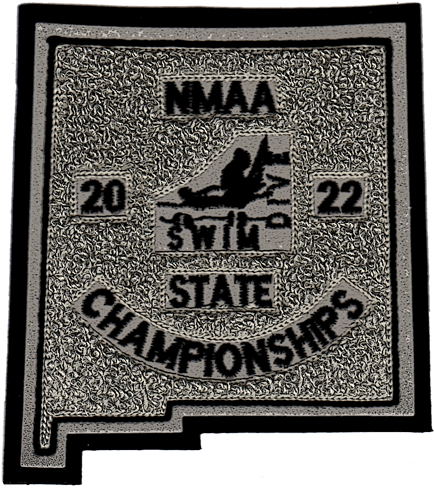 NMAA
DIVE
20 22
SWIM
STATE
CHAMPIONSHIPS